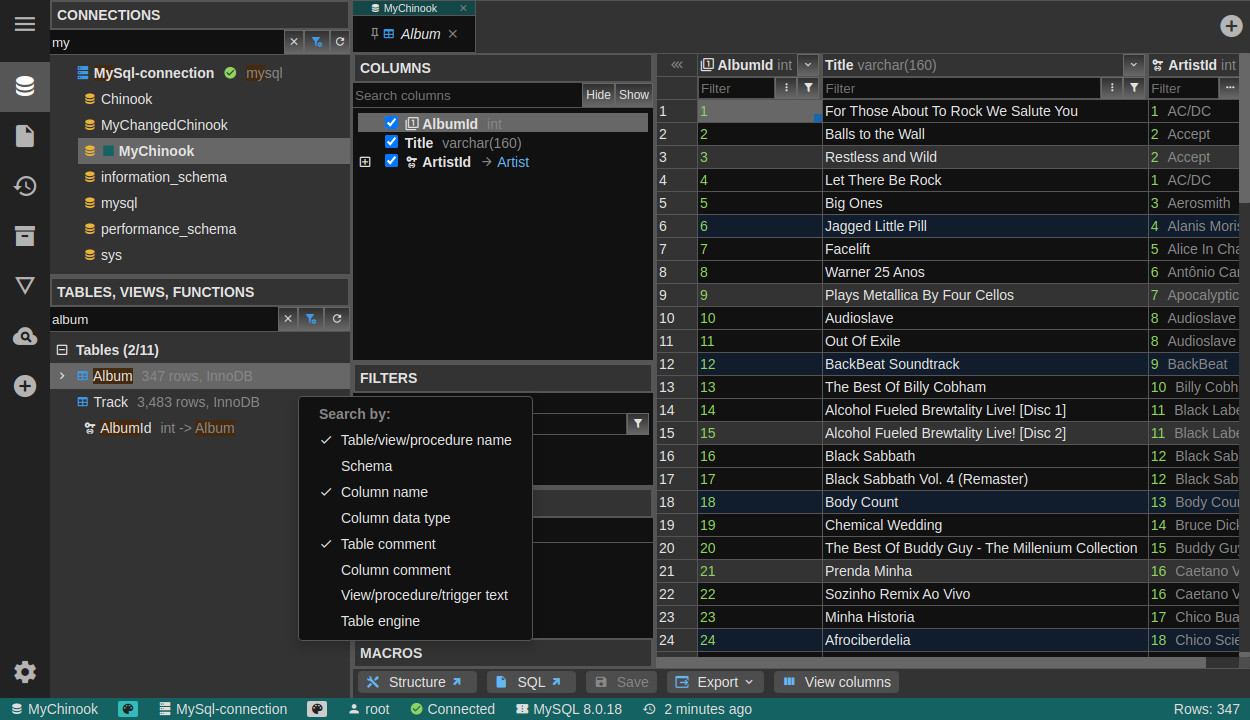 CONNECTIONS
my
MySql-connection mysql
Chinook
MyChangedChinook
MyChinook
information_schema
mysql
performance_schema
sys
TABLES, VIEWS, FUNCTIONS
album
Tables (2/11)
Album 347 rows, InnoDB
Track 3,483 rows, InnoDB
AlbumId int -> Album
Search by:
Table/view/procedure name
Schema
Column name
Column data type
Table comment
Column comment
View/procedure/trigger text
Table engine
MyChinook
Album
COLUMNS
Search columns Hide Show
AlbumId int
Title varchar(160)
ArtistId → Artist
FILTERS
MACROS
AlbumId int Title varchar(160) ArtistId int
Filter Filter Filter
1 1 For Those About To Rock We Salute You 1 AC/DC
2 2 Balls to the Wall 2 Accept
3 3 Restless and Wild 2 Accept
4 4 Let There Be Rock 1 AC/DC
5 5 Big Ones 3 Aerosmith
6 6 Jagged Little Pill 4 Alanis Moris
7 7 Facelift 5 Alice In Cha
8 8 Warner 25 Anos 6 Antônio Car
9 9 Plays Metallica By Four Cellos 7 Apocalyptic
10 10 Audioslave 8 Audioslave
11 11 Out Of Exile 8 Audioslave
12 12 BackBeat Soundtrack 9 BackBeat
13 13 The Best Of Billy Cobham 10 Billy Cobh
14 14 Alcohol Fueled Brewtality Live! [Disc 1] 11 Black Labe
15 15 Alcohol Fueled Brewtality Live! [Disc 2] 11 Black Labe
16 16 Black Sabbath 12 Black Sab
17 17 Black Sabbath Vol. 4 (Remaster) 12 Black Sab
18 18 Body Count 13 Body Cour
19 19 Chemical Wedding 14 Bruce Dick
20 20 The Best Of Buddy Guy - The Millenium Collection 15 Buddy Guy
21 21 Prenda Minha 16 Caetano V
22 22 Sozinho Remix Ao Vivo 16 Caetano V
23 23 Minha Historia 17 Chico Bua
24 24 Afrociberdelia 18 Chico Scie
Structure SQL Save Export View columns
MyChinook MySql-connection root Connected MySQL 8.0.18 2 minutes ago Rows: 347